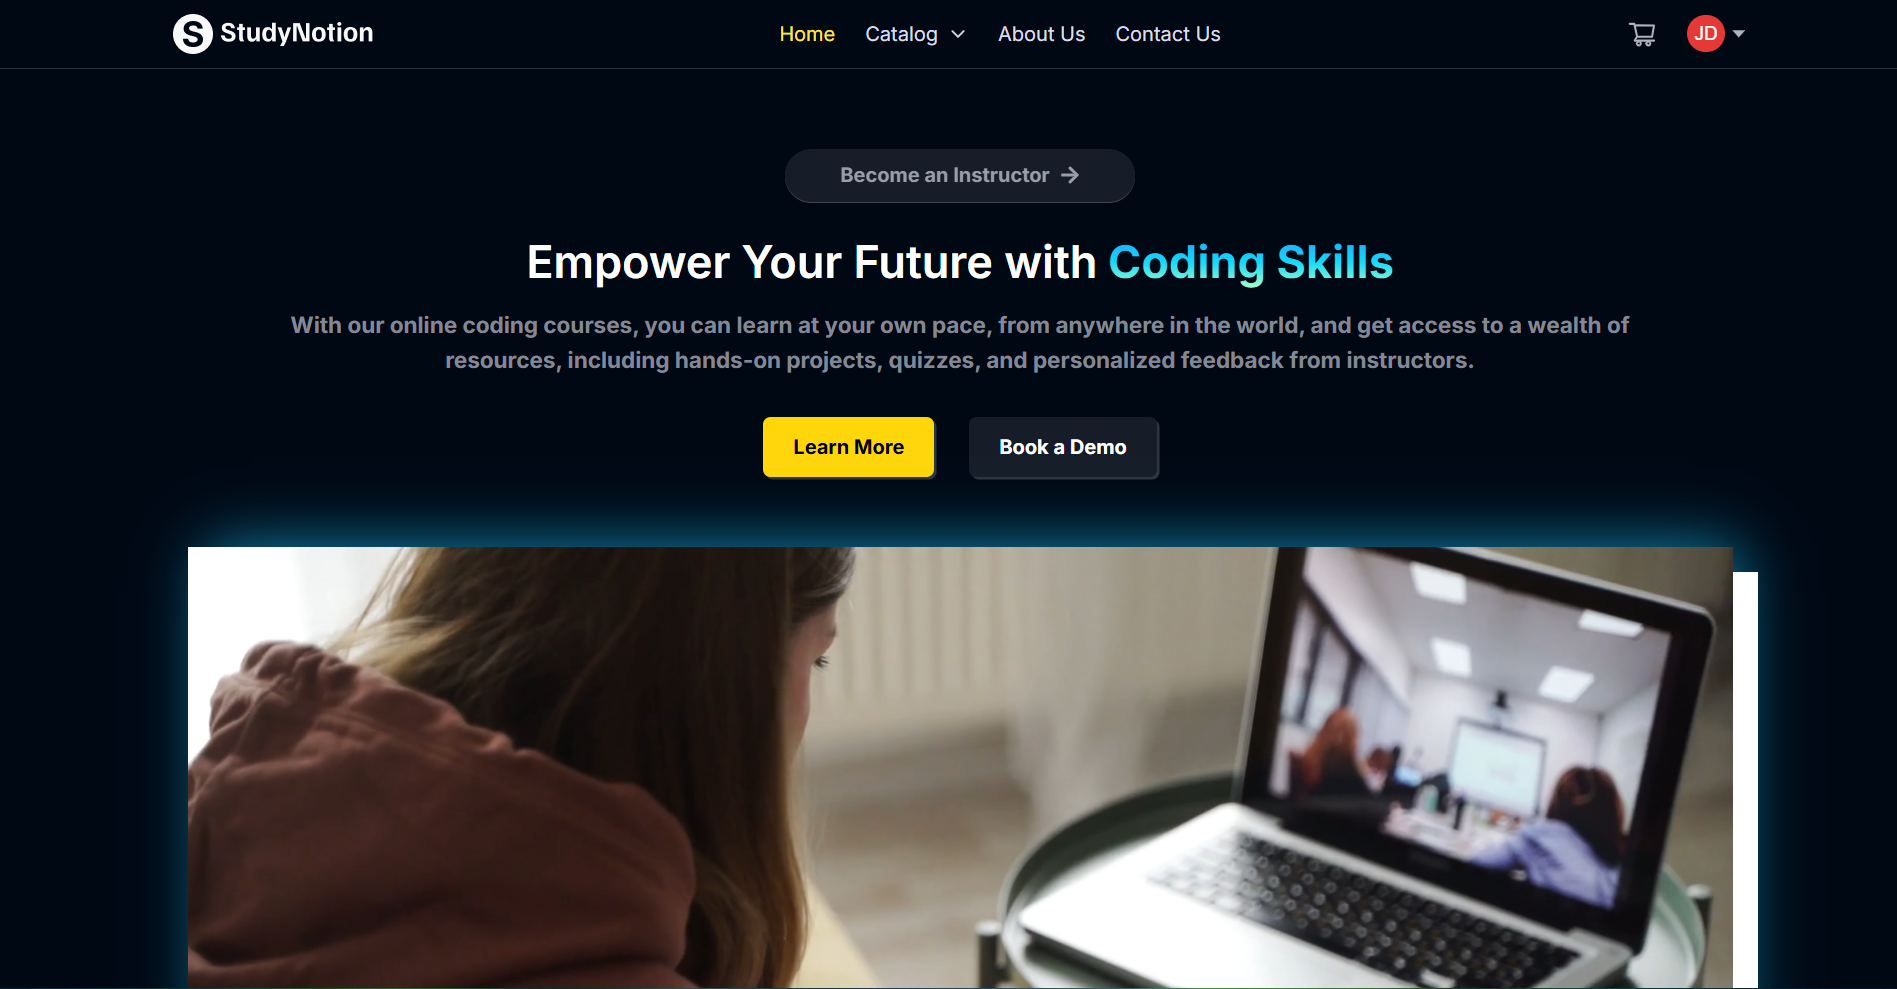 S StudyNotion
Home Catalog About Us Contact Us
JD
Become an Instructor
Empower Your Future with Coding Skills
With our online coding courses, you can learn at your own pace, from anywhere in the world, and get access to a wealth of
resources, including hands-on projects, quizzes, and personalized feedback from instructors.
Learn More Book a Demo